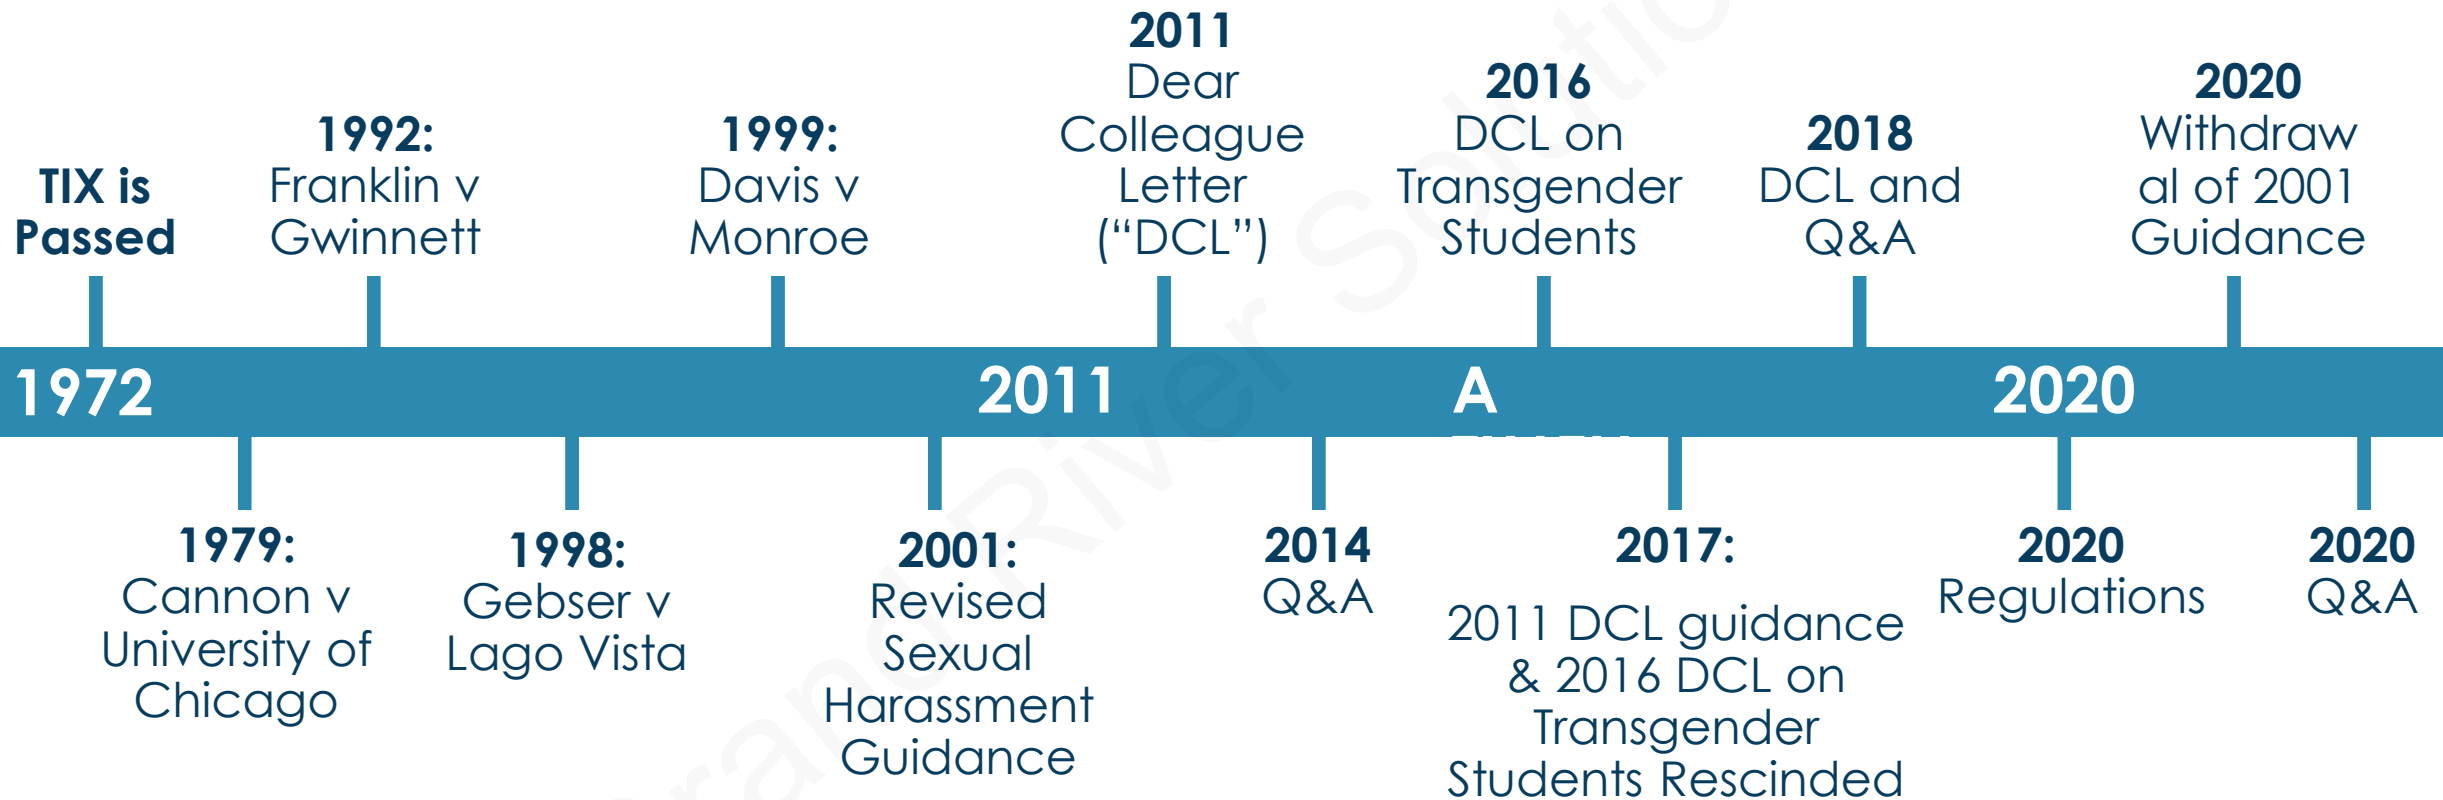 TIX is
Passed
1992:
Franklin v
Gwinnett
1999:
Davis v
Monroe
2011
Dear
Colleague
Letter
(“DCL”)
2016
DCL on
Transgender
Students
2018
DCL and
Q&A
2020
Withdraw
al of 2001
Guidance
1972
2011
A
2020
1979:
Cannon v
University of
Chicago
1998:
Gebser v
Lago Vista
2001:
Revised
Sexual
Harassment
Guidance
2014
Q&A
2017:
2011 DCL guidance
& 2016 DCL on
Transgender
Students Rescinded
2020
Regulations
2020
Q&A
River